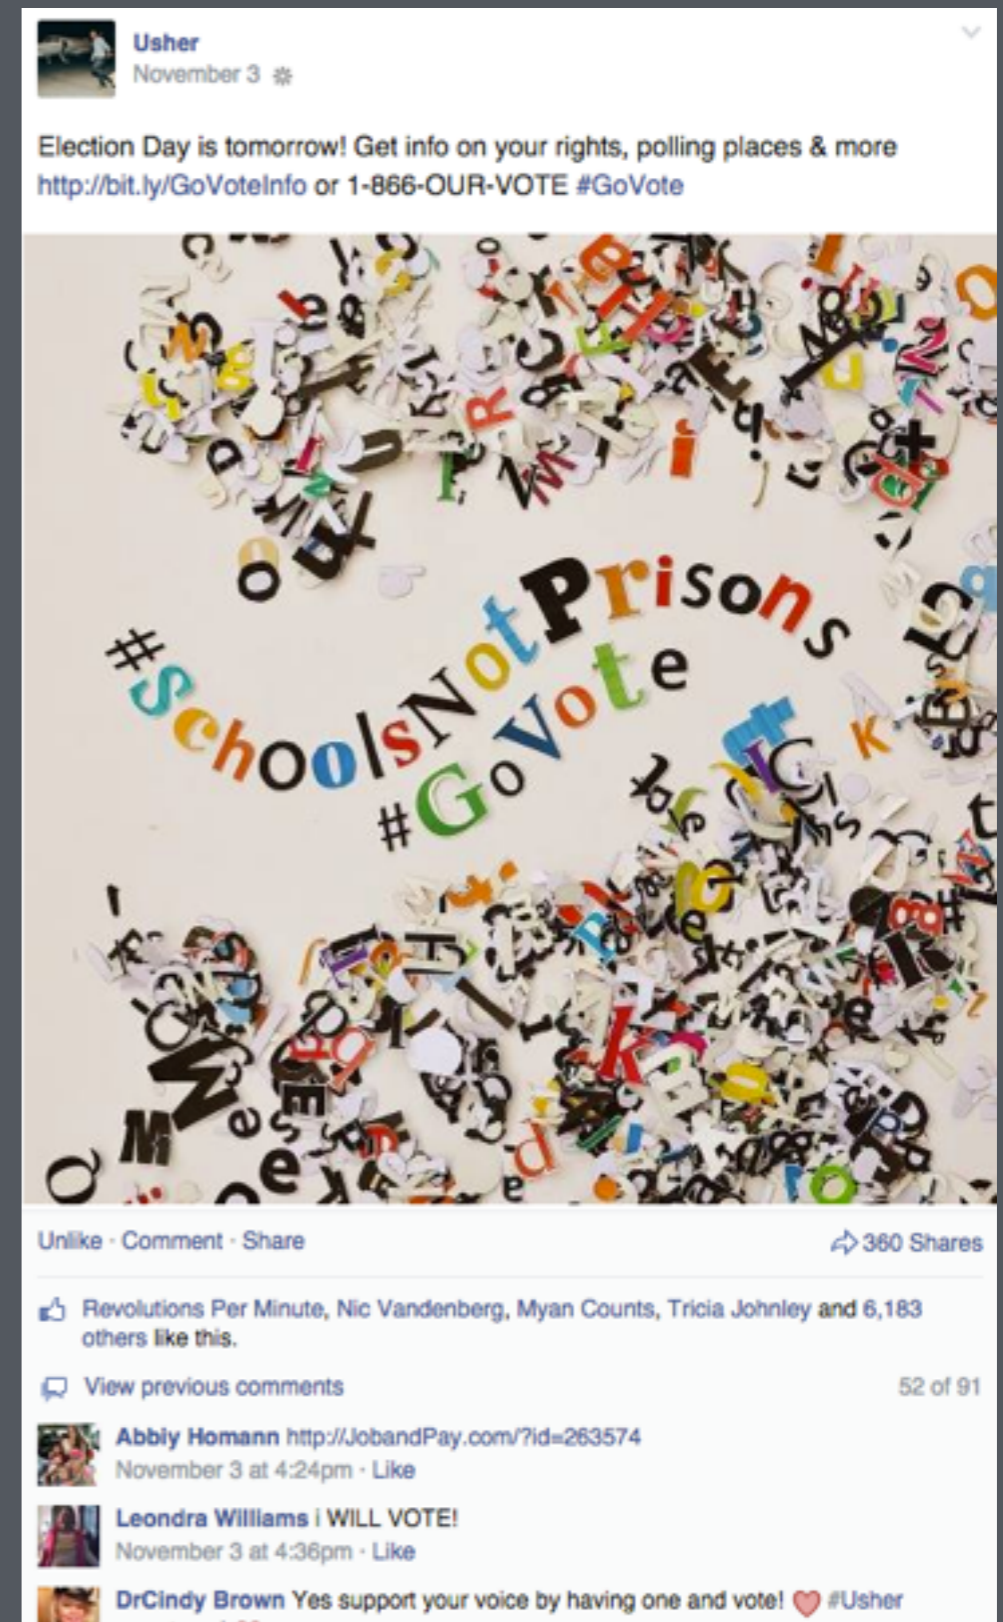 Usher
November 3
Election Day is tomorrow! Get info on your rights, polling places & more
http://bit.ly/GoVoteInfo or 1-866-OUR-VOTE #GoVote
#SchoolsNotPrisons
#GoVote
Unlike · Comment · Share
360 Shares
Revolutions Per Minute, Nic Vandenberg, Myan Counts, Tricia Johnley and 6,183
others like this.
View previous comments
52 of 91
Abbiy Homann http://JobandPay.com/?id=263574
November 3 at 4:24pm · Like
Leondra Williams i WILL VOTE!
November 3 at 4:36pm · Like
DrCindy Brown Yes support your voice by having one and vote! #Usher